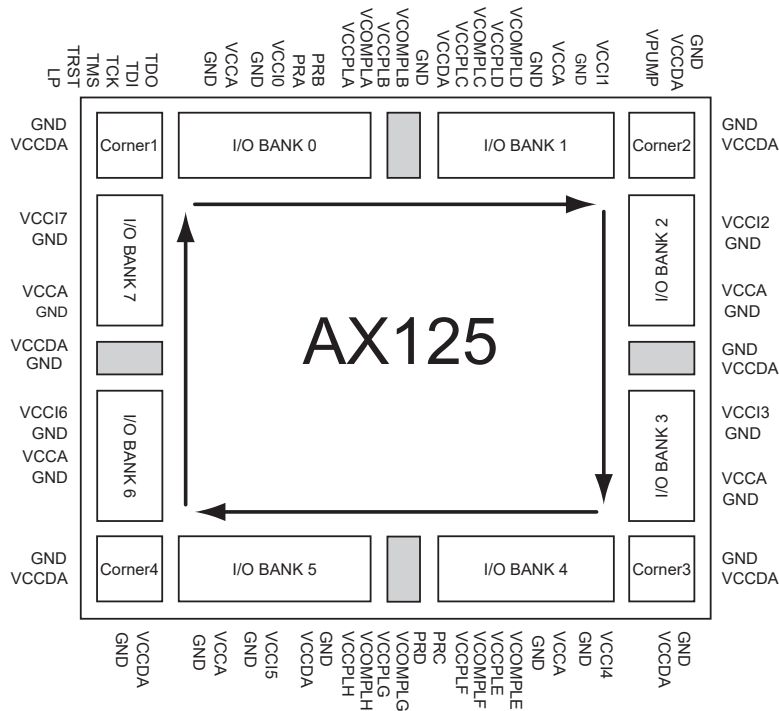 LP
TRST
TMS
TCK
TDI
TDO
GND
VCCA
GND
VCCI0
PRA
PRB
VCCPLA
VCOMPLA
VCCPLB
VCOMPLB
GND
VCCDA
VCCPLC
VCOMPLC
VCCPLD
VCOMPLD
GND
VCCA
GND
VCCI1
VPUMP
VCCDA
GND
GND
VCCDA
Corner1
I/O BANK 0
I/O BANK 1
Corner2
GND
VCCDA
VCCI7
GND
VCCA
GND
I/O BANK 7
I/O BANK 2
VCCI2
GND
VCCA
GND
VCCDA
GND
AX125
GND
VCCDA
VCCI6
GND
VCCA
GND
I/O BANK 6
I/O BANK 3
VCCI3
GND
VCCA
GND
GND
VCCDA
Corner4
I/O BANK 5
I/O BANK 4
Corner3
GND
VCCDA
GND
VCCDA
GND
VCCA
GND
VCCI5
VCCDA
GND
VCCPLH
VCOMPLH
VCCPLG
VCOMPLG
PRD
PRC
VCCPLF
VCOMPLF
VCCPLE
VCOMPLE
GND
VCCA
GND
VCCI4
VCCDA
GND